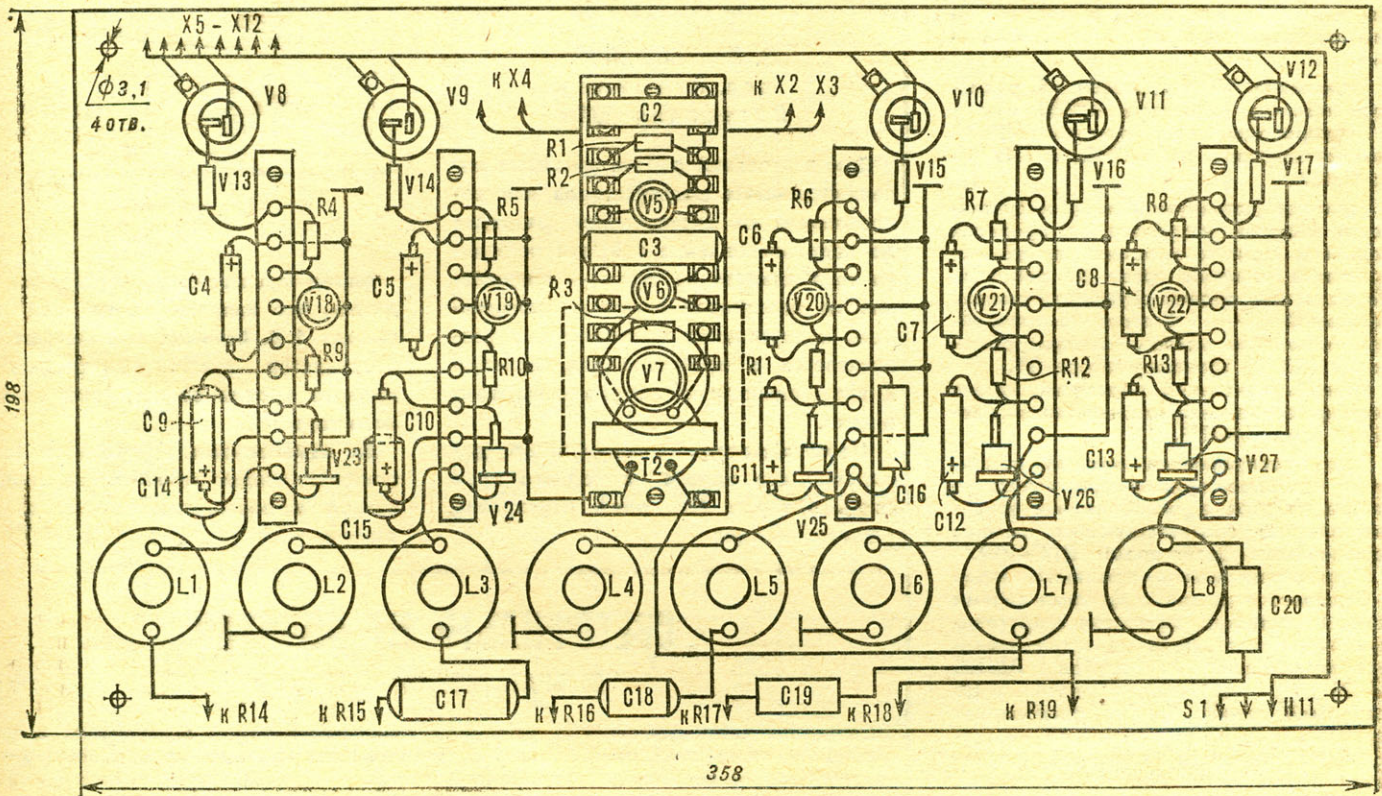 X5 - X12
ϕ3,1
4 ОТВ.
V8
V9
К X4
К X2
X3
V10
V11
V12
C2
R1
R2
V5
C3
V6
R3
V7
T2
V13
R4
V14
R5
C4
V18
C5
V19
R9
R10
C9
C10
V23
C14
C15
V24
V15
R6
C6
V20
R11
C11
C16
V25
V16
R7
C7
V21
R12
C12
V26
V17
R8
C8
V22
R13
C13
V27
L1
L2
L3
L4
L5
L6
L7
L8
C20
К R14
К R15
C17
К R16
C18
К R17
C19
К R18
К R19
S1
198
358